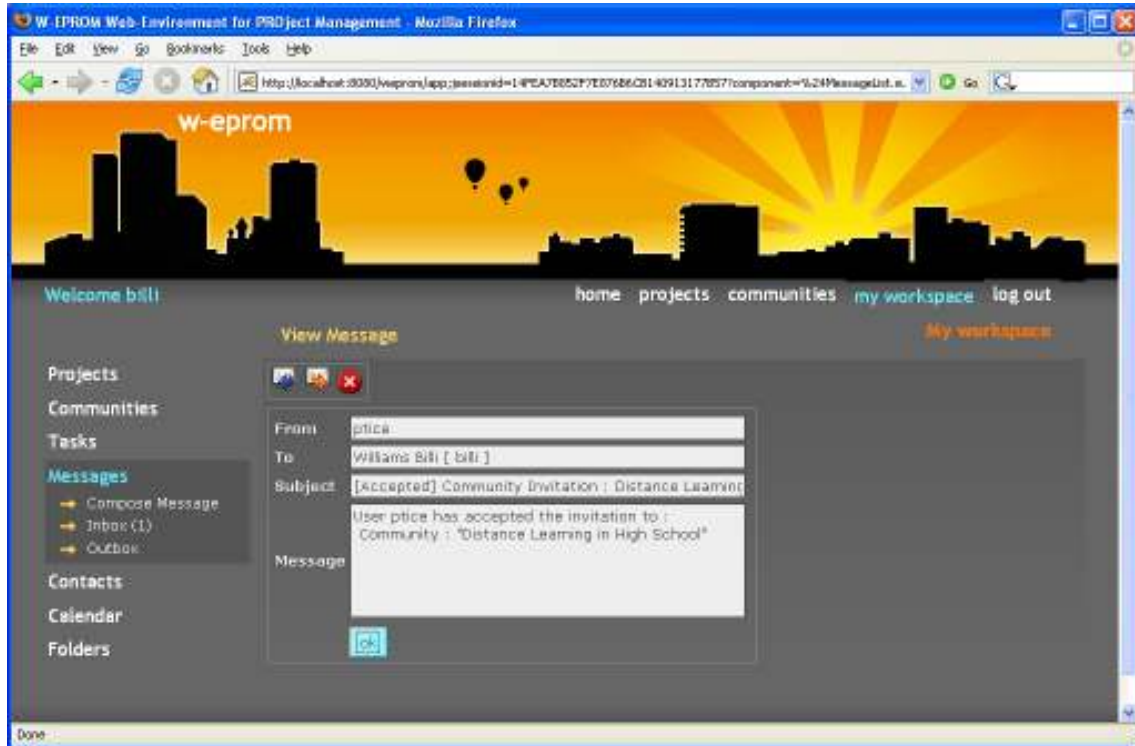 W-EPROM Web-Environment for PROject Management - Mozilla Firefox
File Edit View Go Bookmarks Tools Help
Go
w-eprom
Welcome billi
home projects communities my workspace log out
View Message
My workspace
Projects
Communities
Tasks
Messages
Compose Message
Inbox (1)
Outbox
Contacts
Calendar
Folders
From ptice
To Williams Billi [ billi ]
Subject [Accepted] Community Invitation : Distance Learning
Message
User ptice has accepted the invitation to :
Community : "Distance Learning in High School"
ok
Done